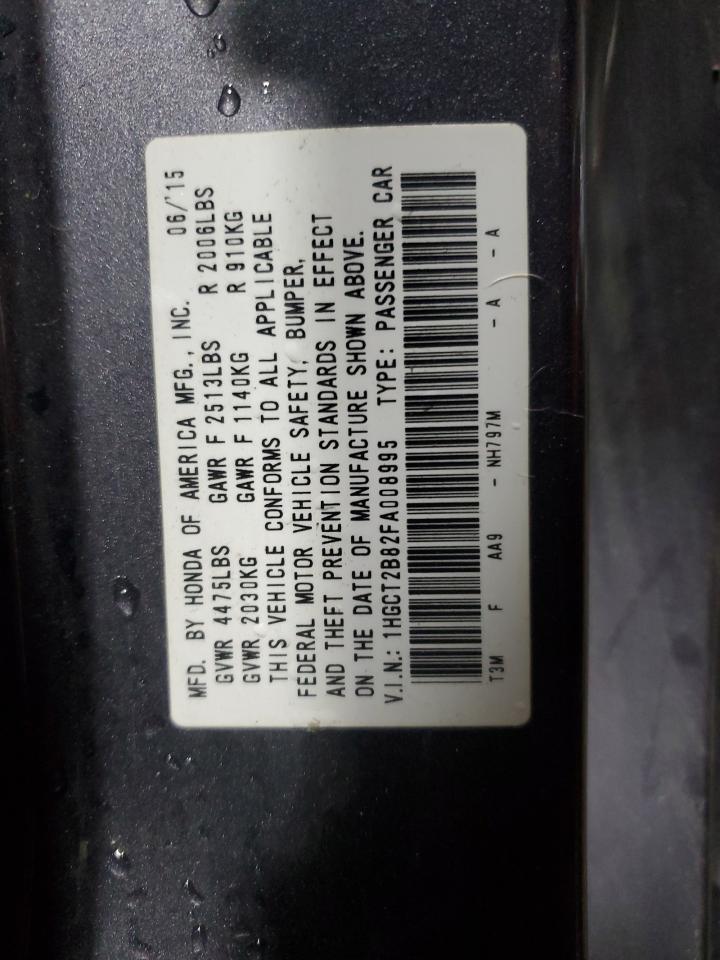 MFD. BY HONDA OF AMERICA MFG., INC. 06/'15
GVWR 4475LBS GAWR F 2513LBS R 2006LBS
GVWR 2030KG GAWR F 1140KG R 910KG
THIS VEHICLE CONFORMS TO ALL APPLICABLE
FEDERAL MOTOR VEHICLE SAFETY, BUMPER,
AND THEFT PREVENTION STANDARDS IN EFFECT
ON THE DATE OF MANUFACTURE SHOWN ABOVE.
V.I.N.: 1HGCT2B82FA008995 TYPE: PASSENGER CAR
T3M F AA9 - NH797M - A - A